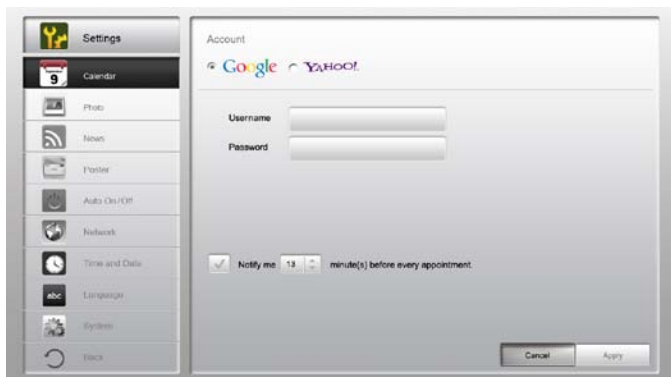 Settings
9
Calendar
Photo
News
Poster
Auto On/Off
Network
Time and Date
abc
Language
System
Back
Account
Google YAHOO!
Username
Password
Notify me 13 minute(s) before every appointment.
Cancel
Apply